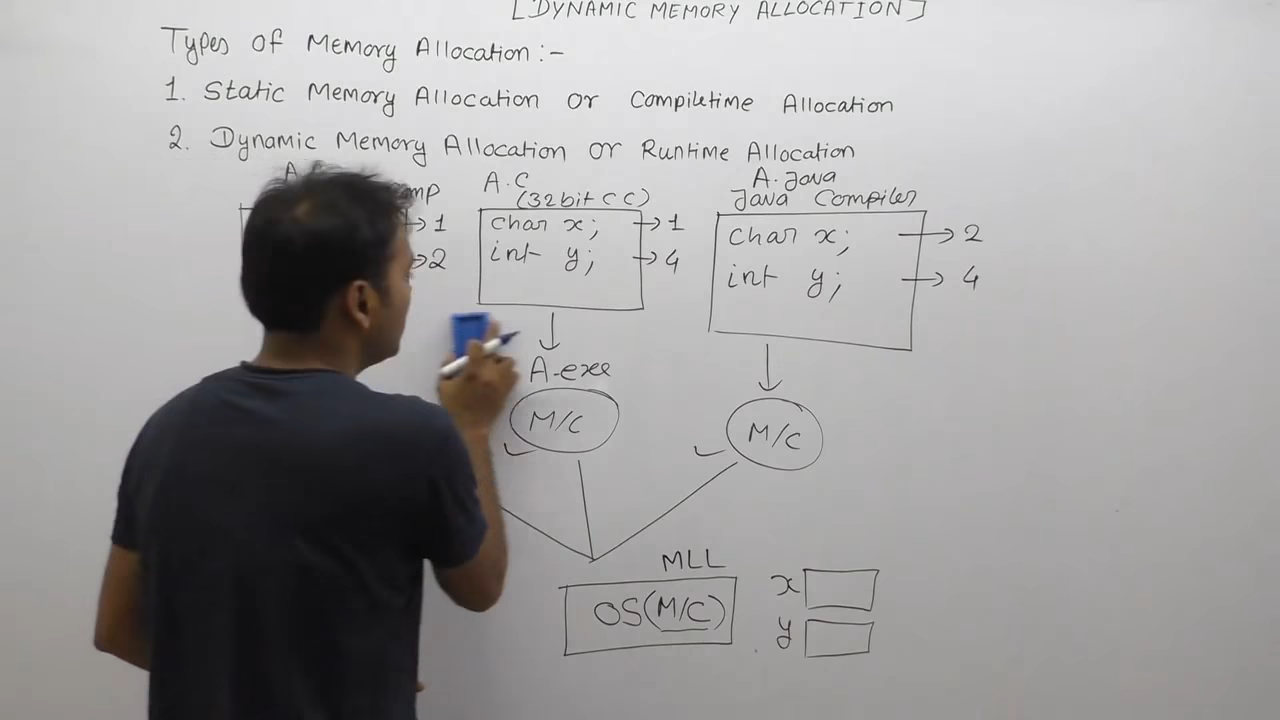 [DYNAMIC MEMORY ALLOCATION]
Types of Memory Allocation :-
1. Static Memory Allocation or Compiletime Allocation
2. Dynamic Memory Allocation or Runtime Allocation
→1
→2
A.C
(32bit C C)
char x; →1
int y; →4
A.exe
M/C
A.Java
Java Compiler
char x; →2
int y; →4
M/C
MLL
OS(M/C)
x
y